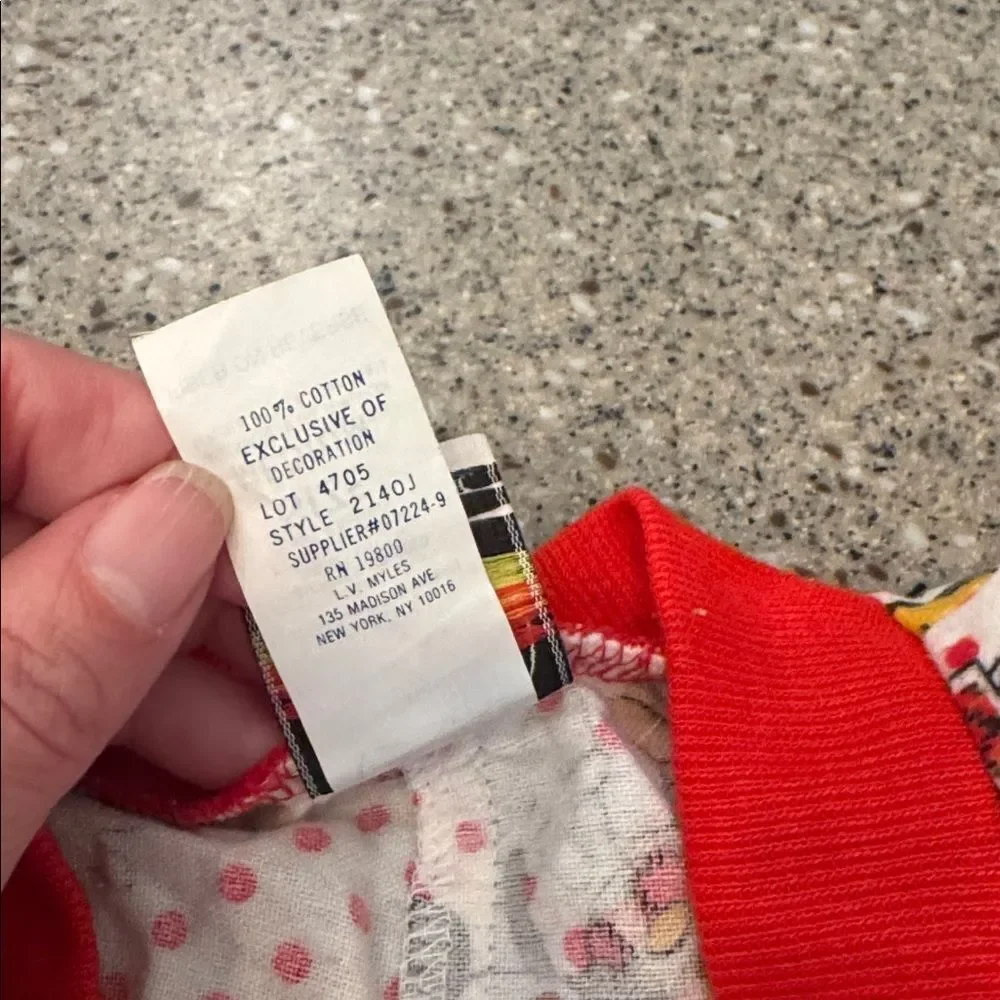 100% COTTON
EXCLUSIVE OF
DECORATION
LOT 4705
STYLE 2140J
SUPPLIER#07224-9
RN 19800
L.V. MYLES
135 MADISON AVE
NEW YORK, NY 10016